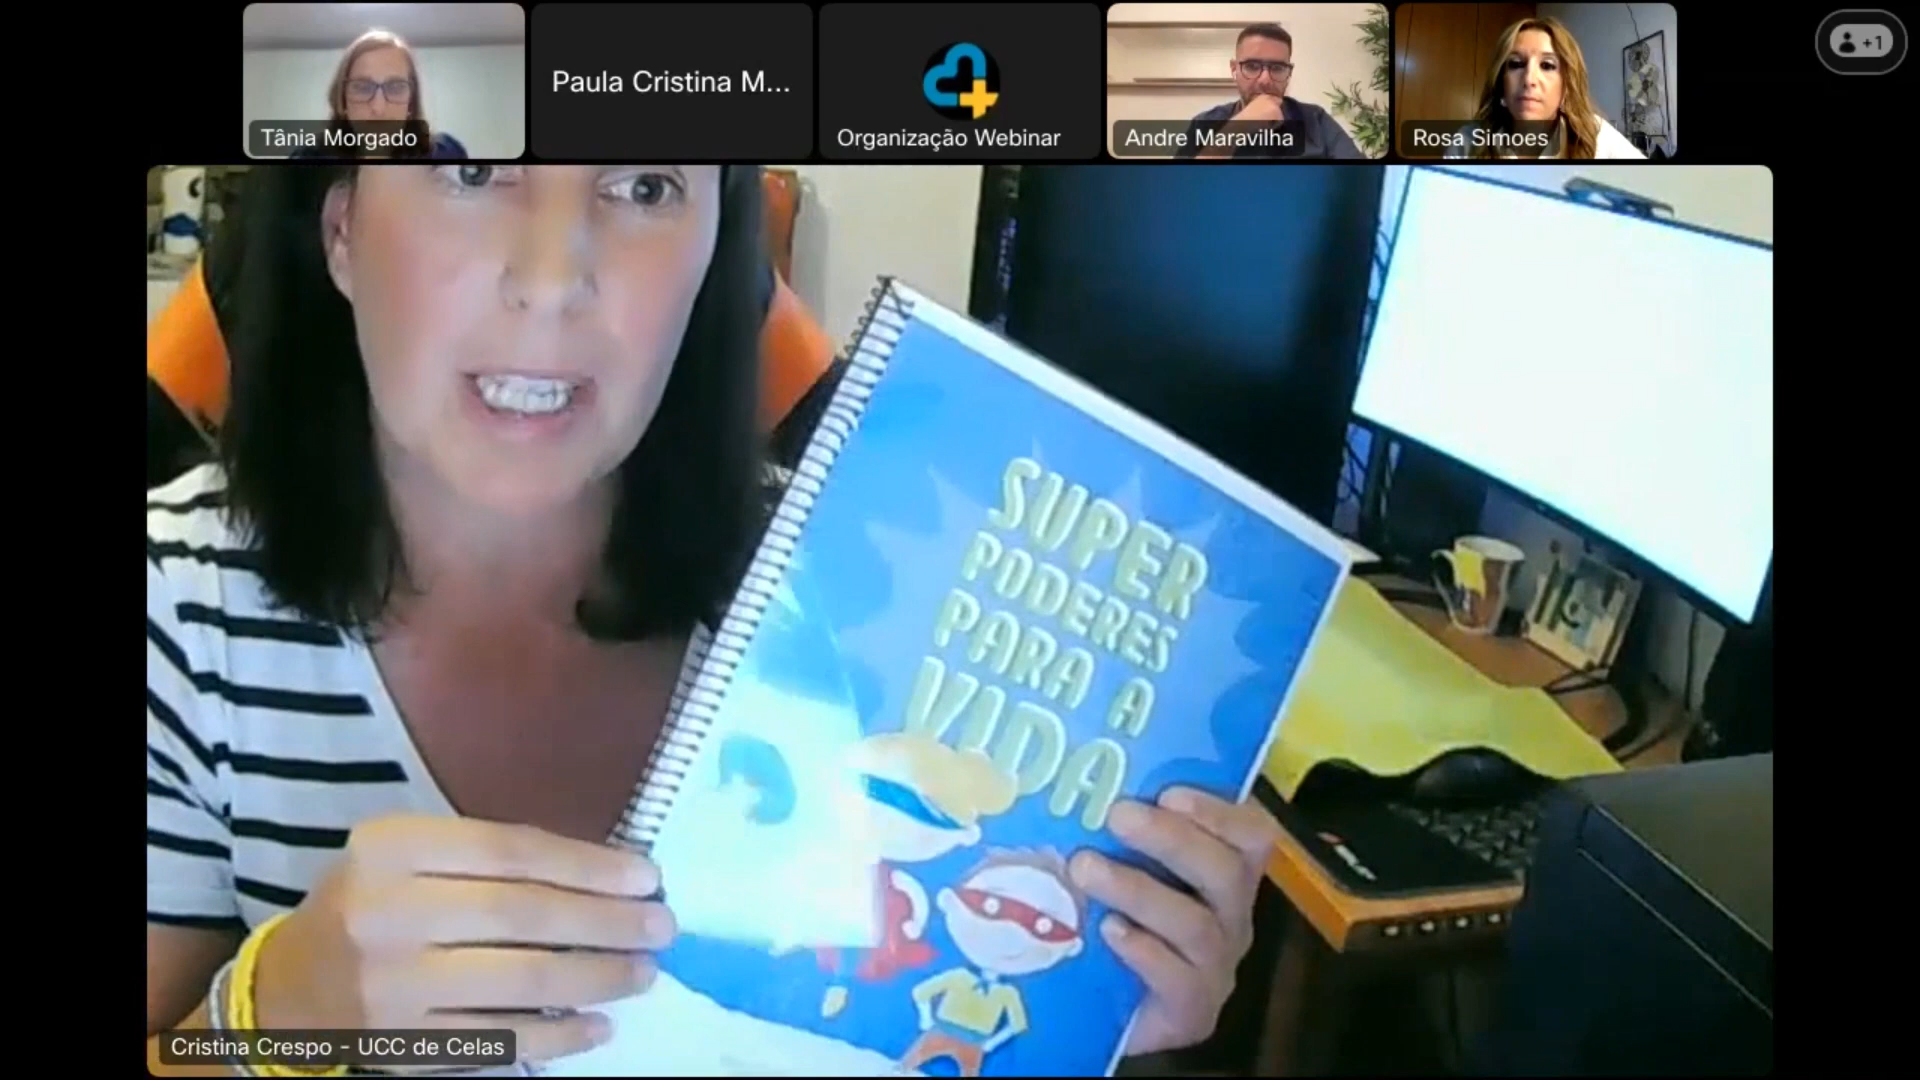 Tânia Morgado
Paula Cristina M...
Organização Webinar
Andre Maravilha
Rosa Simoes
+1
SUPER
PODERES
PARA A
VIDA
Cristina Crespo - UCC de Celas